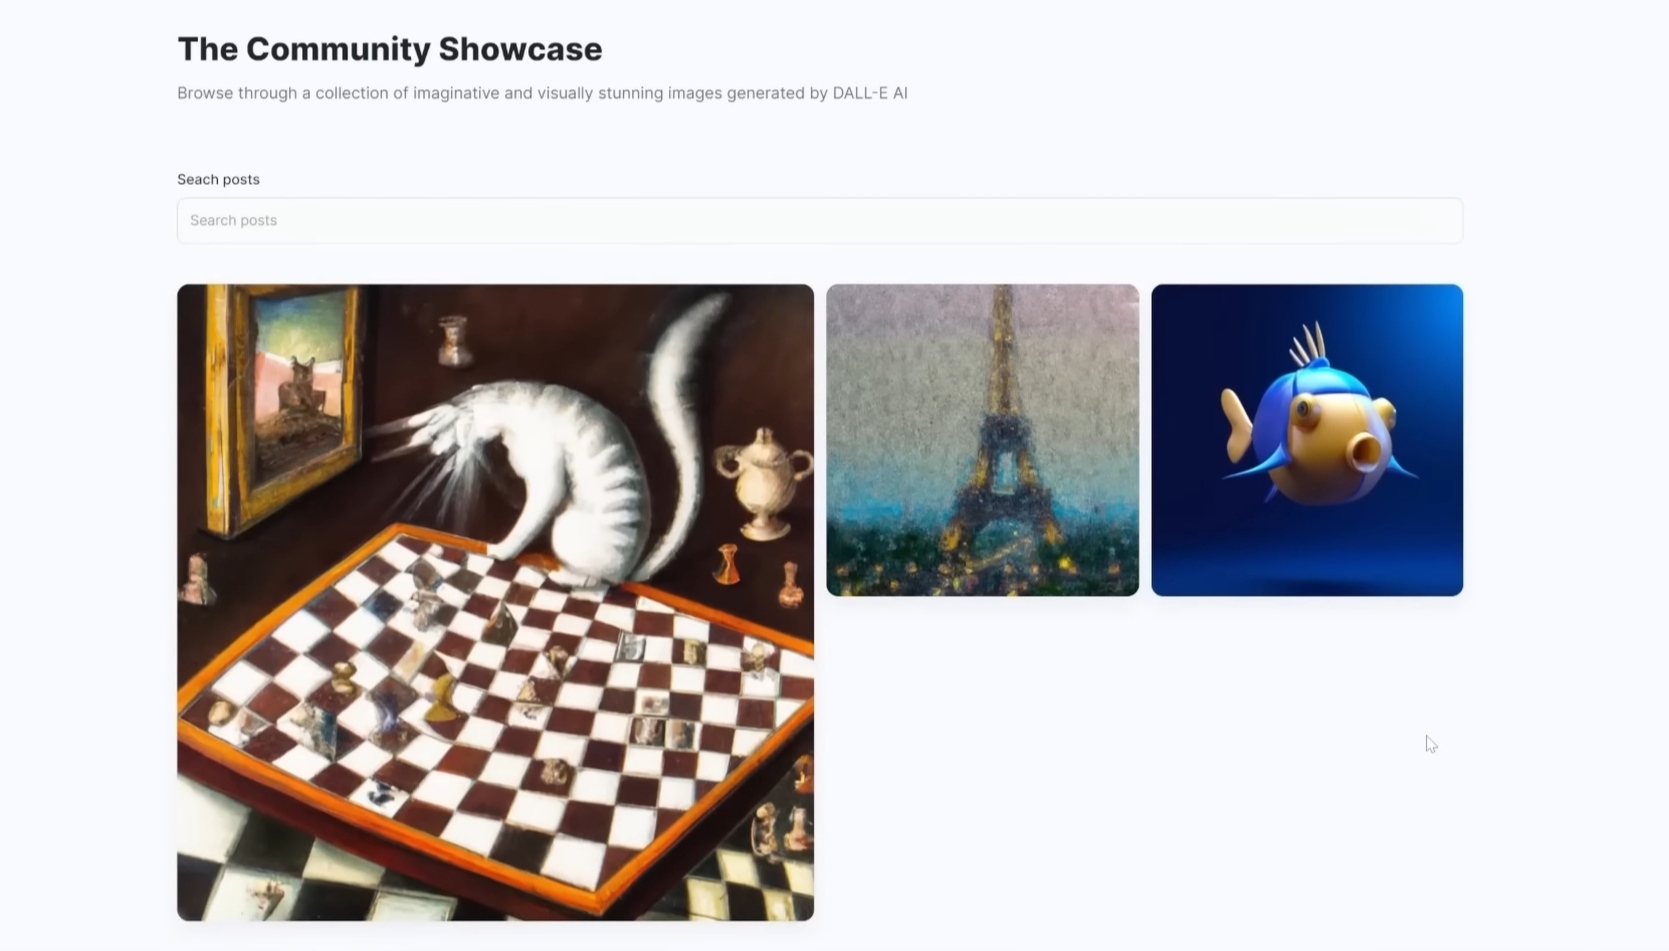 The Community Showcase
Browse through a collection of imaginative and visually stunning images generated by DALL-E AI
Seach posts
Search posts